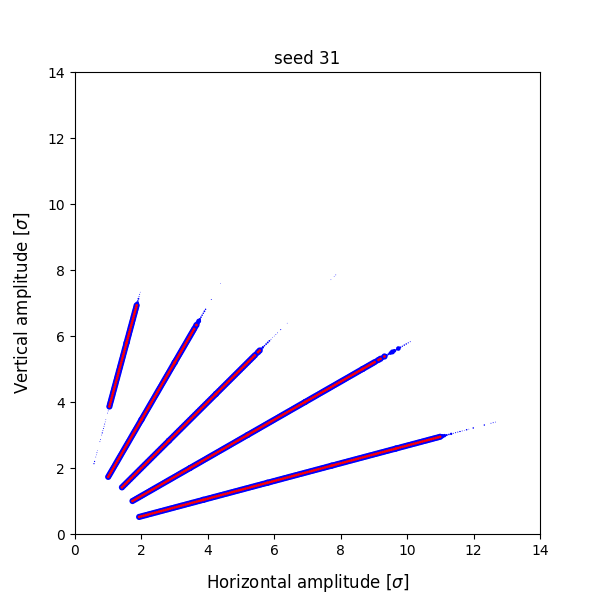 seed 31
14
12
10
8
6
4
2
0
Vertical amplitude [σ]
0 2 4 6 8 10 12 14
Horizontal amplitude [σ]